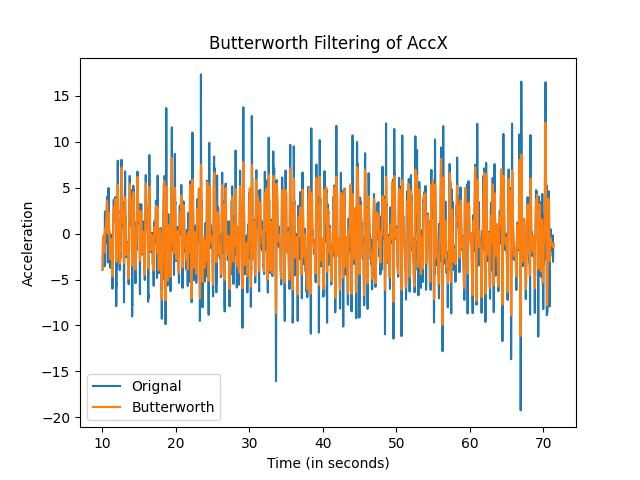 Butterworth Filtering of AccX
Acceleration
15
10
5
0
−5
−10
−15
−20
Orignal
Butterworth
10 20 30 40 50 60 70
Time (in seconds)